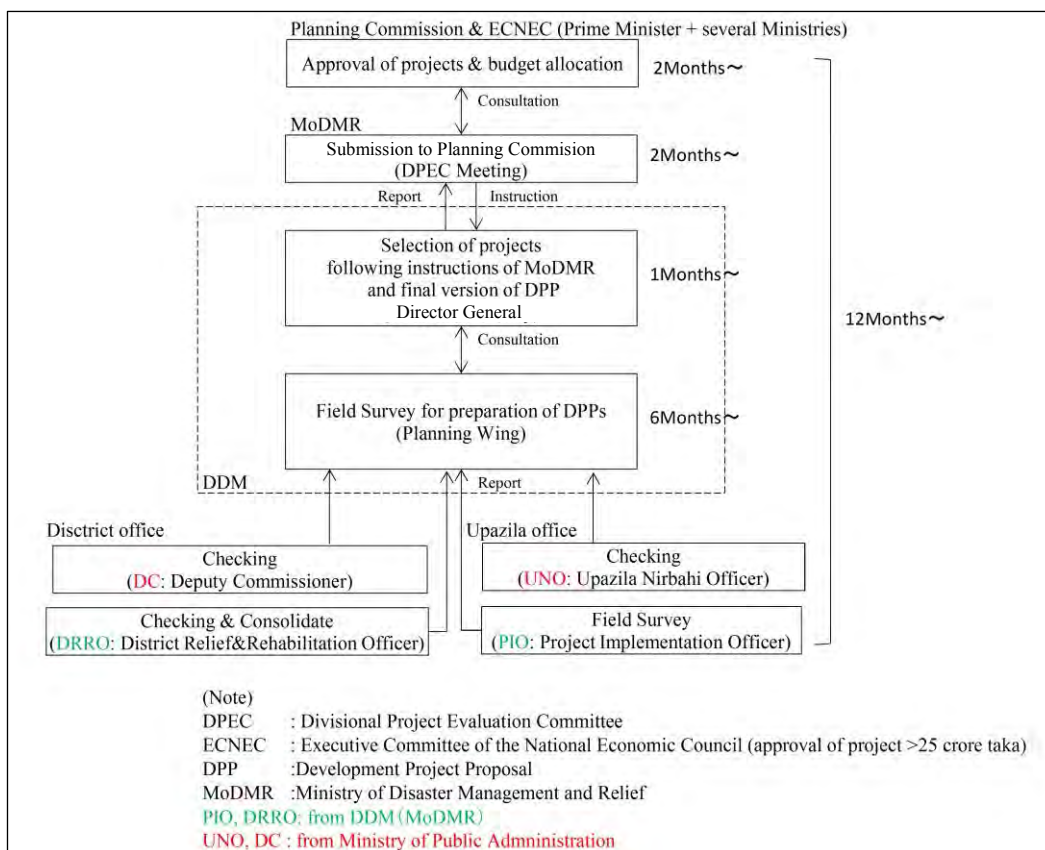 Planning Commission & ECNEC (Prime Minister + several Ministries)
Approval of projects & budget allocation
2Months～
Consultation
MoDMR
Submission to Planning Commision
(DPEC Meeting)
2Months～
Report
Instruction
Selection of projects
following instructions of MoDMR
and final version of DPP
Director General
1Months～
12Months～
Consultation
Field Survey for preparation of DPPs
(Planning Wing)
6Months～
DDM
Report
Disctrict office
Upazila office
Checking
(DC: Deputy Commissioner)
Checking
(UNO: Upazila Nirbahi Officer)
Checking & Consolidate
(DRRO: District Relief&Rehabilitation Officer)
Field Survey
(PIO: Project Implementation Officer)
(Note)
DPEC : Divisional Project Evaluation Committee
ECNEC : Executive Committee of the National Economic Council (approval of project >25 crore taka)
DPP :Development Project Proposal
MoDMR :Ministry of Disaster Management and Relief
PIO, DRRO: from DDM(MoDMR)
UNO, DC : from Ministry of Public Admninistration